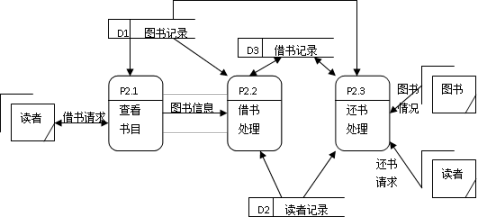 D1 图书记录
D3 借书记录
P2.1
查看
书目
P2.2
借书
处理
P2.3
还书
处理
读者
借书请求
图书信息
图书
情况
图书
还书
请求
读者
D2 读者记录